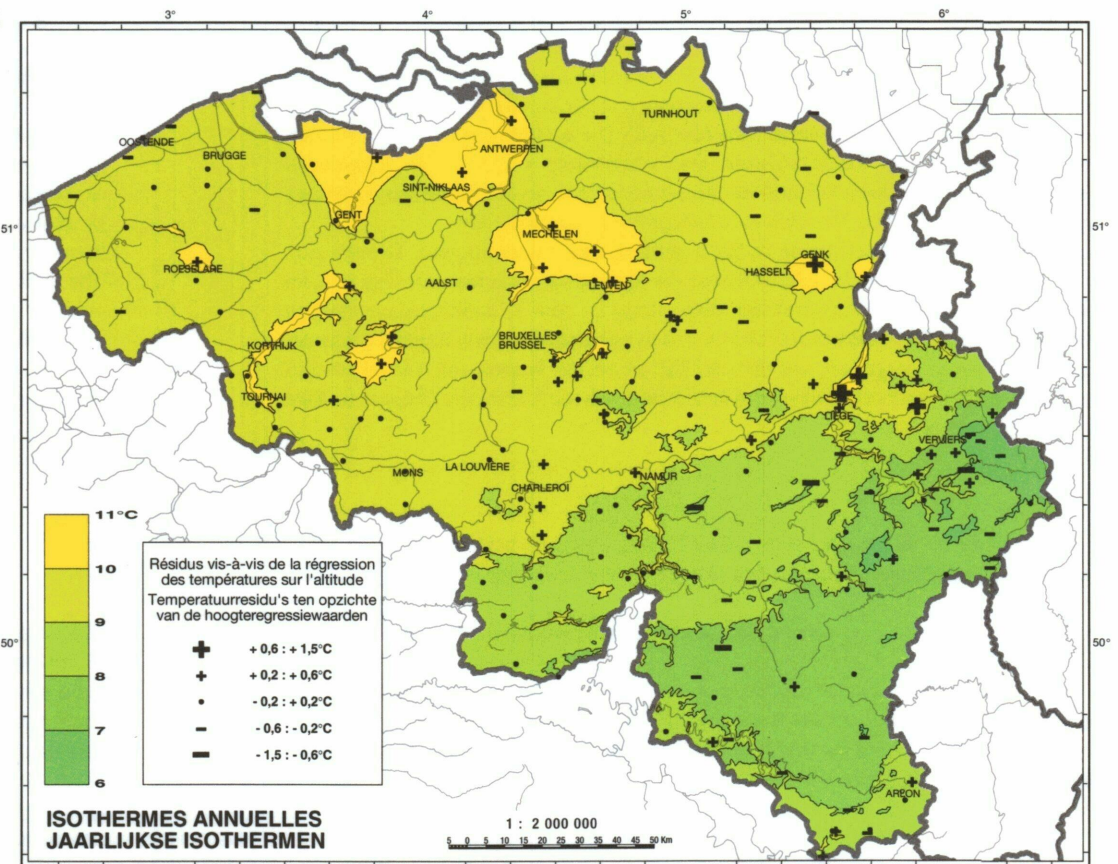 3° 4° 5° 6°
TURNHOUT
OOSTENDE
ANTWERPEN
BRUGGE
SINT-NIKLAAS
GENT
51° 51°
MECHELEN
GENK
ROESELARE
HASSELT
AALST
LEUVEN
BRUXELLES
BRUSSEL
KORTRIJK
TOURNAI
LIEGE
VERVIERS
LA LOUVIERE
MONS
NAMUR
CHARLEROI
11°C
10
9
8
7
6
Résidus vis-à-vis de la régression
des températures sur l'altitude
Temperatuurresidu's ten opzichte
van de hoogteregressiewaarden
+ 0,6 : + 1,5°C
+ 0,2 : + 0,6°C
- 0,2 : + 0,2°C
- 0,6 : - 0,2°C
- 1,5 : - 0,6°C
50° 50°
ARLON
ISOTHERMES ANNUELLES
JAARLIJKSE ISOTHERMEN
1 : 2 000 000
5 0 5 10 15 20 25 30 35 40 45 50 Km